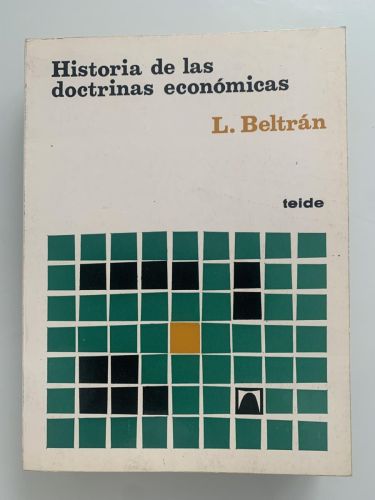 Historia de las
doctrinas económicas
L. Beltrán
teide